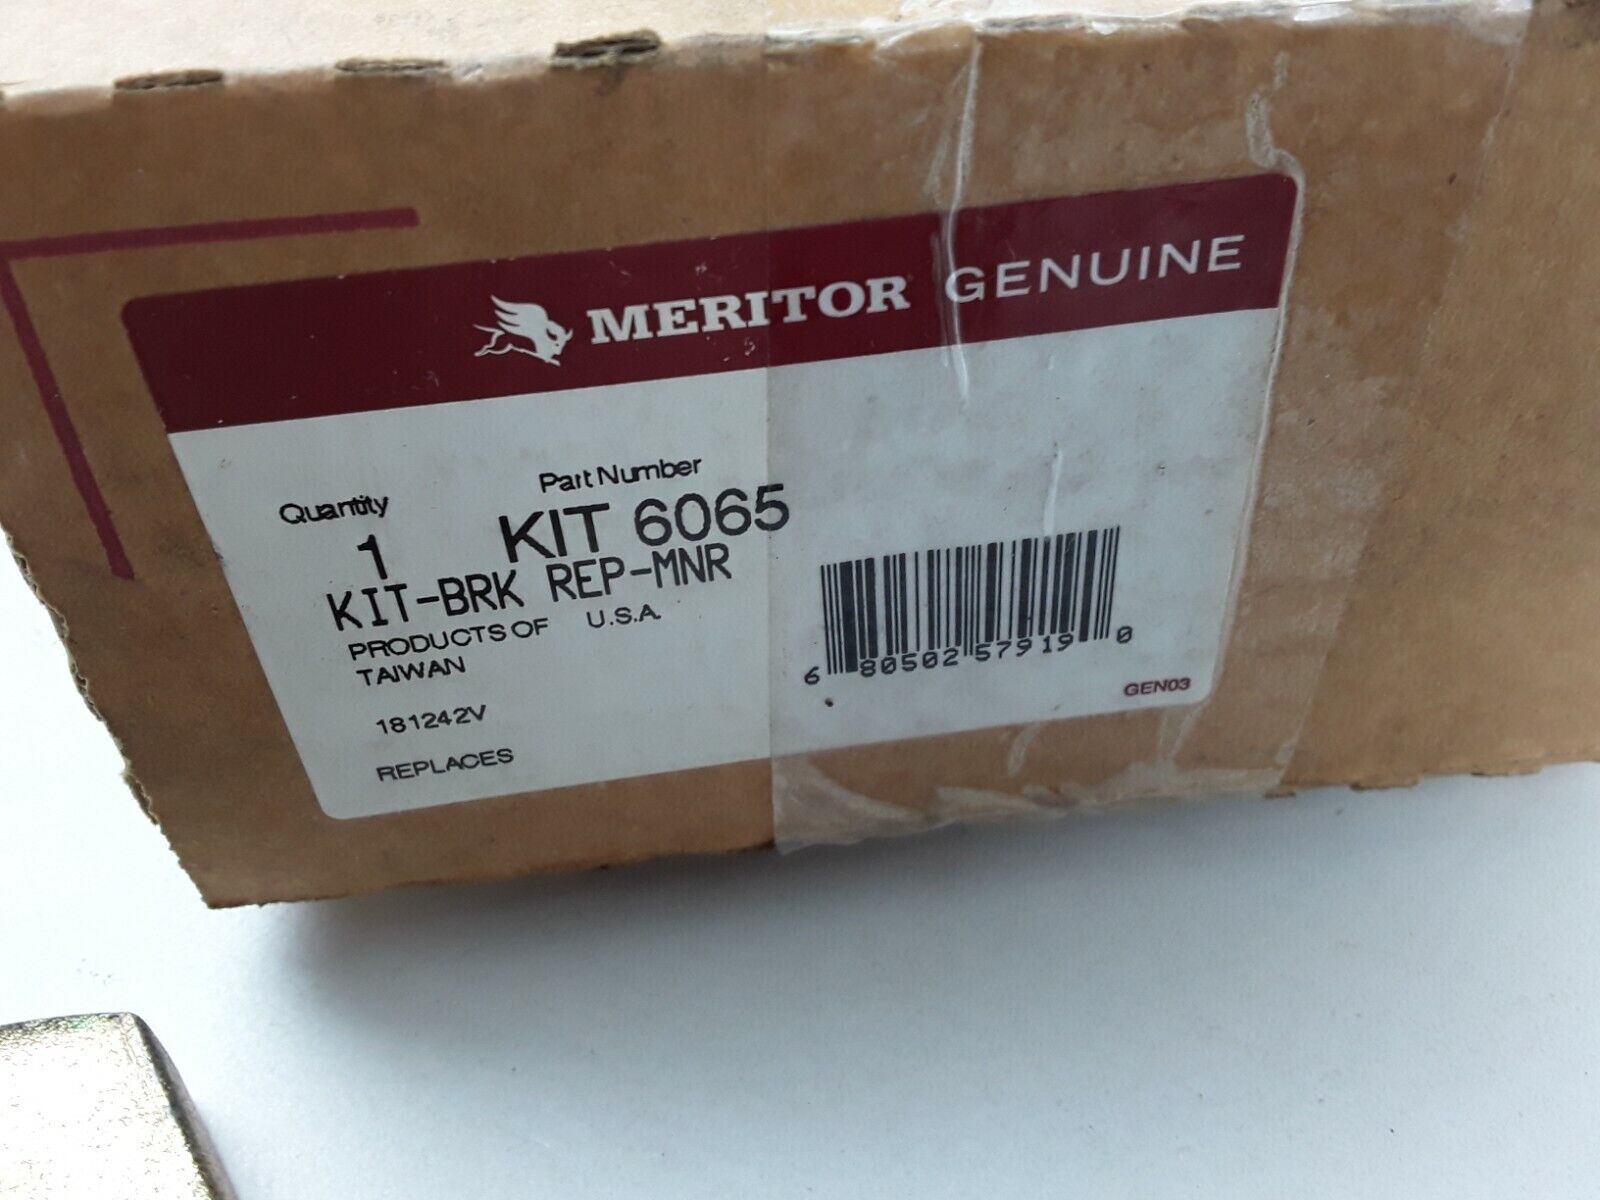 MERITOR GENUINE
Quantity Part Number
1 KIT 6065
KIT-BRK REP-MNR
PRODUCTS OF U.S.A.
TAIWAN
181242V
REPLACES
6 80502 57919 0
GEN03